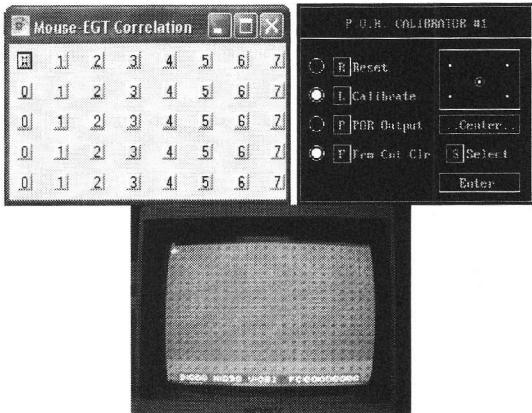 Mouse-EGT Correlation
1 2 3 4 5 6 7
0 1 2 3 4 5 6 7
0 1 2 3 4 5 6 7
0 1 2 3 4 5 6 7
0 1 2 3 4 5 6 7
CALIBRATOR #1
R Reset
L Calibrate
P POR Output
F Frm Cnt Clr
..Center..
S Select
Enter